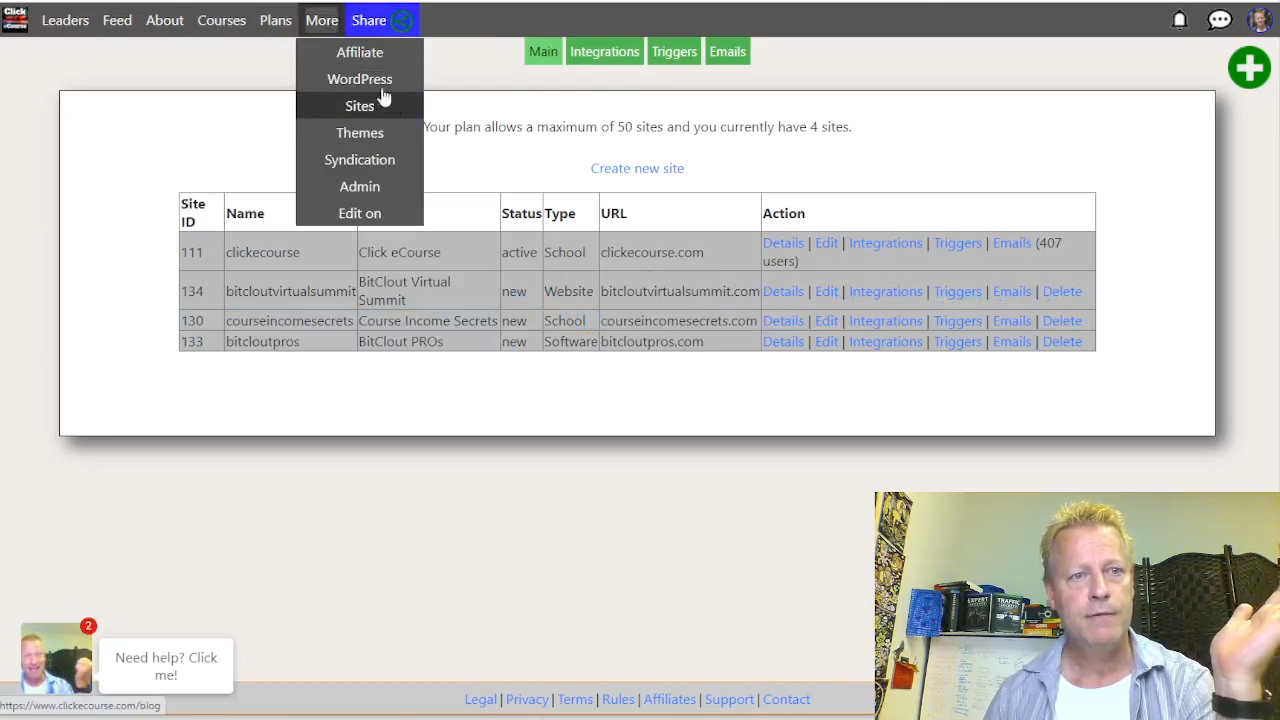 Click
eCourse
Leaders Feed About Courses Plans More Share
Affiliate
WordPress
Sites
Themes
Syndication
Admin
Edit on
Main Integrations Triggers Emails
Your plan allows a maximum of 50 sites and you currently have 4 sites.
Create new site
Site ID Name Status Type URL Action
111 clickecourse Click eCourse active School clickecourse.com Details | Edit | Integrations | Triggers | Emails (407 users)
134 bitcloutvirtualsummit BitClout Virtual Summit new Website bitcloutvirtualsummit.com Details | Edit | Integrations | Triggers | Emails | Delete
130 courseincomesecrets Course Income Secrets new School courseincomesecrets.com Details | Edit | Integrations | Triggers | Emails | Delete
133 bitcloutpros BitClout PROs new Software bitcloutpros.com Details | Edit | Integrations | Triggers | Emails | Delete
EXPERT
TRAFFIC
2
Need help? Click
me!
Legal | Privacy | Terms | Rules | Affiliates | Support | Contact
https://www.clickecourse.com/blog